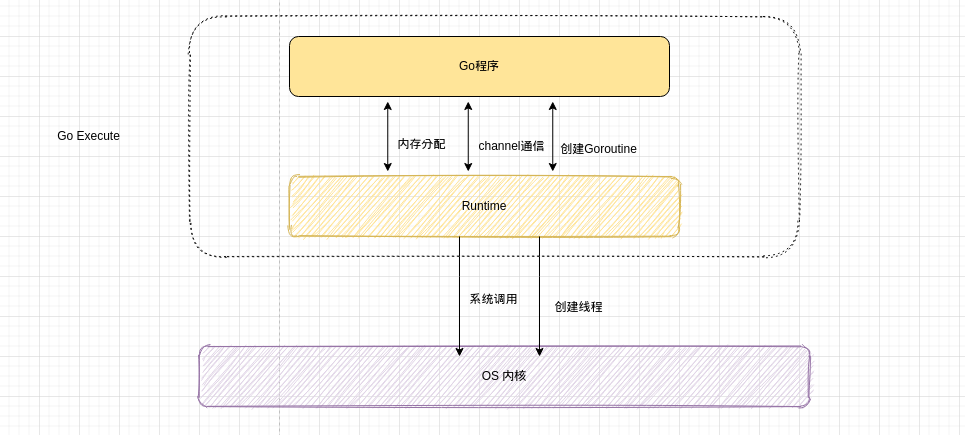 Go程序
Go Execute
内存分配
channel通信
创建Goroutine
Runtime
系统调用
创建线程
OS 内核